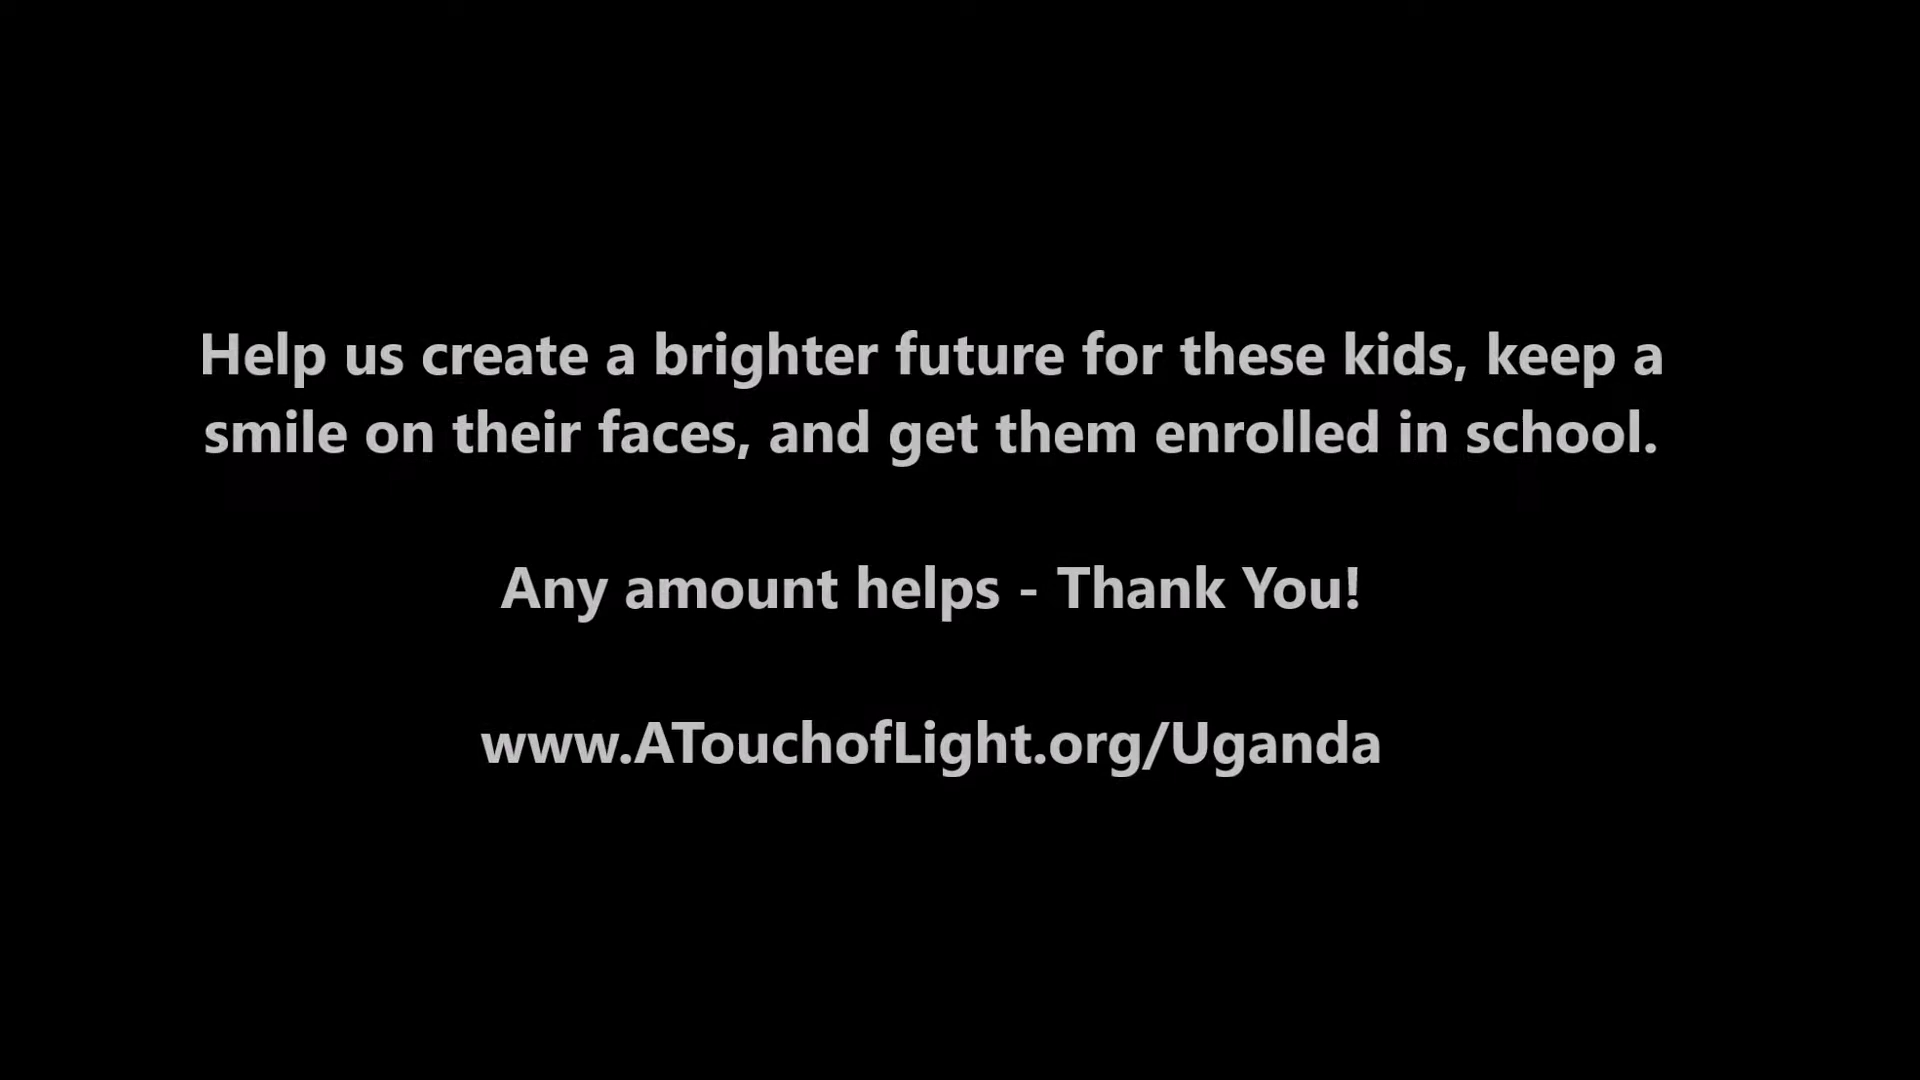 Help us create a brighter future for these kids, keep a
smile on their faces, and get them enrolled in school.
Any amount helps - Thank You!
www.ATouchofLight.org/Uganda